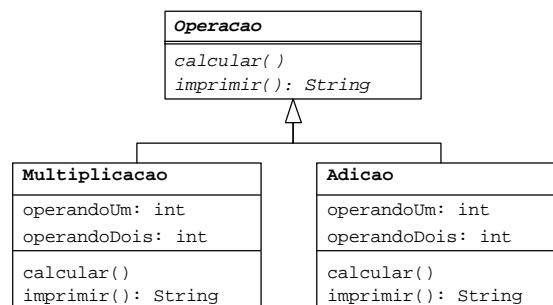 Operacao
calcular()
imprimir(): String
Multiplicacao
operandoUm: int
operandoDois: int
calcular()
imprimir(): String
Adicao
operandoUm: int
operandoDois: int
calcular()
imprimir(): String